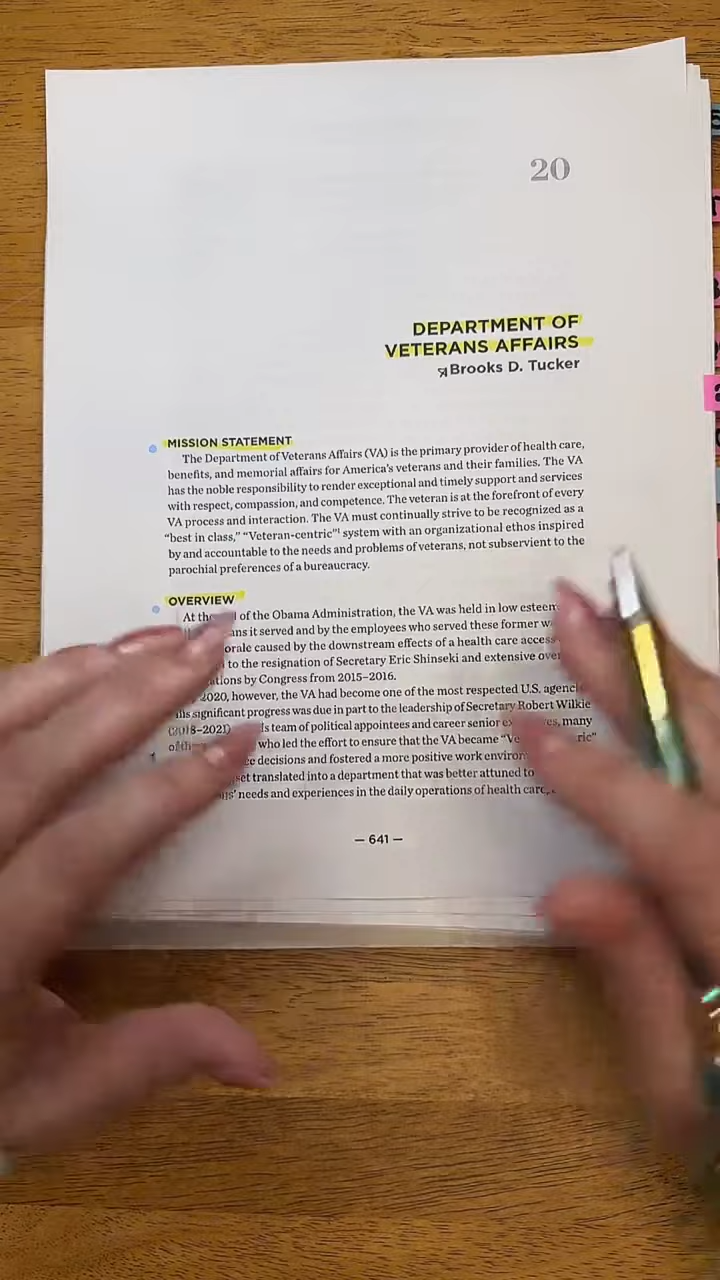 20
DEPARTMENT OF
VETERANS AFFAIRS
Brooks D. Tucker
MISSION STATEMENT
The Department of Veterans Affairs (VA) is the primary provider of health care,
benefits, and memorial affairs for America's veterans and their families. The VA
has the noble responsibility to render exceptional and timely support and services
with respect, compassion, and competence. The veteran is at the forefront of every
VA process and interaction. The VA must continually strive to be recognized as a
“best in class,” “Veteran-centric”¹ system with an organizational ethos inspired
by and accountable to the needs and problems of veterans, not subservient to the
parochial preferences of a bureaucracy.
OVERVIEW
At the of the Obama Administration, the VA was held in low esteem
it served and by the employees who served these former
caused by the downstream effects of a health care access
to the resignation of Secretary Eric Shinseki and extensive
by Congress from 2015–2016.
2020, however, the VA had become one of the most respected U.S.
significant progress was due in part to the leadership of Secretary Robert Wilkie
(2018–2021) team of political appointees and career senior many
who led the effort to ensure that the VA became
decisions and fostered a more positive work
translated into a department that was better attuned to
needs and experiences in the daily operations of health care,
— 641 —